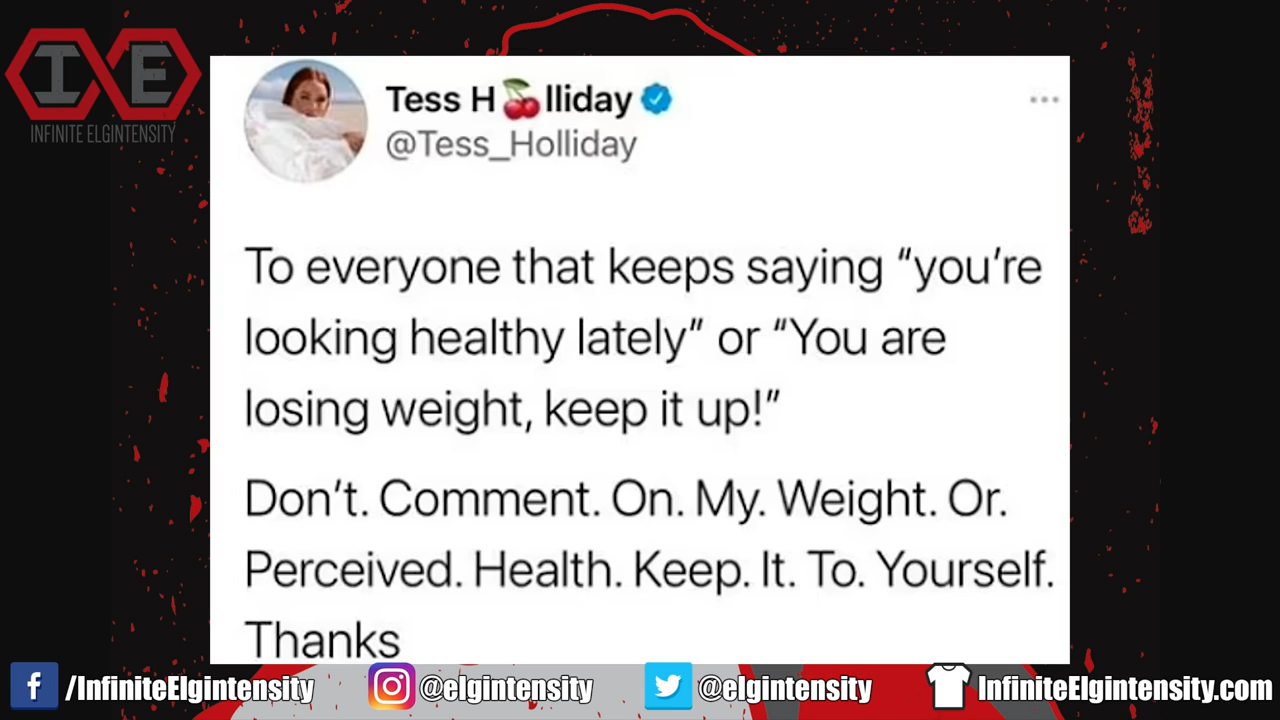 IE
INFINITE ELGINTENSITY
Tess H🍒lliday
@Tess_Holliday
To everyone that keeps saying “you’re
looking healthy lately” or “You are
losing weight, keep it up!”
Don’t. Comment. On. My. Weight. Or.
Perceived. Health. Keep. It. To. Yourself.
Thanks
f /InfiniteElgintensity @elgintensity @elgintensity InfiniteElgintensity.com